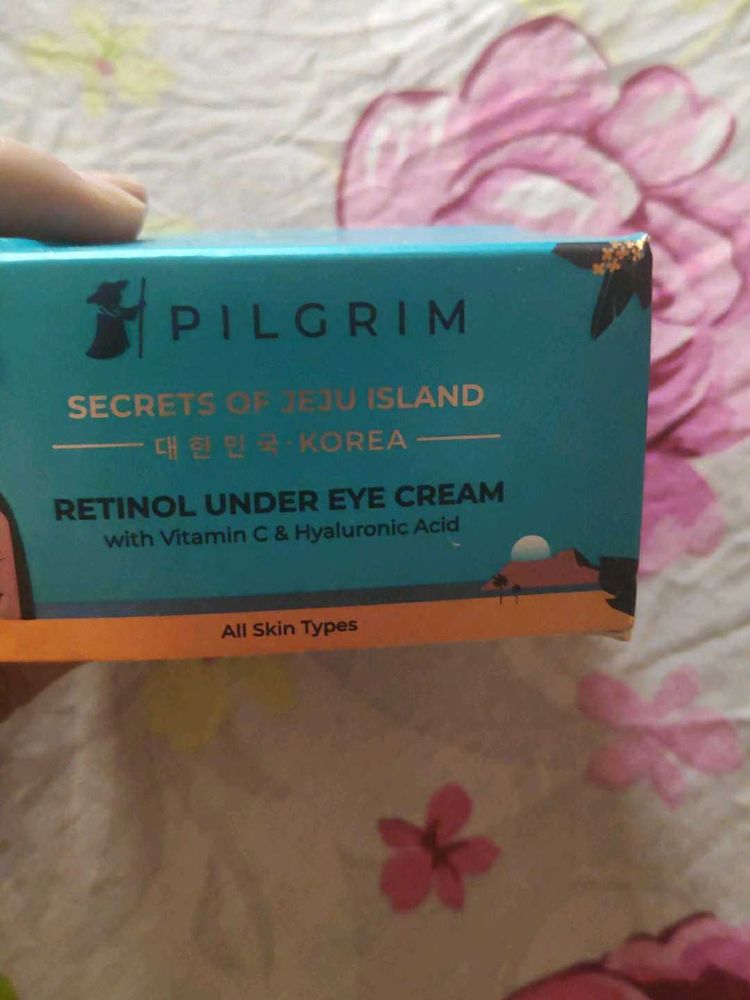 PILGRIM
SECRETS OF JEJU ISLAND
대한민국·KOREA
RETINOL UNDER EYE CREAM
with Vitamin C & Hyaluronic Acid
All Skin Types